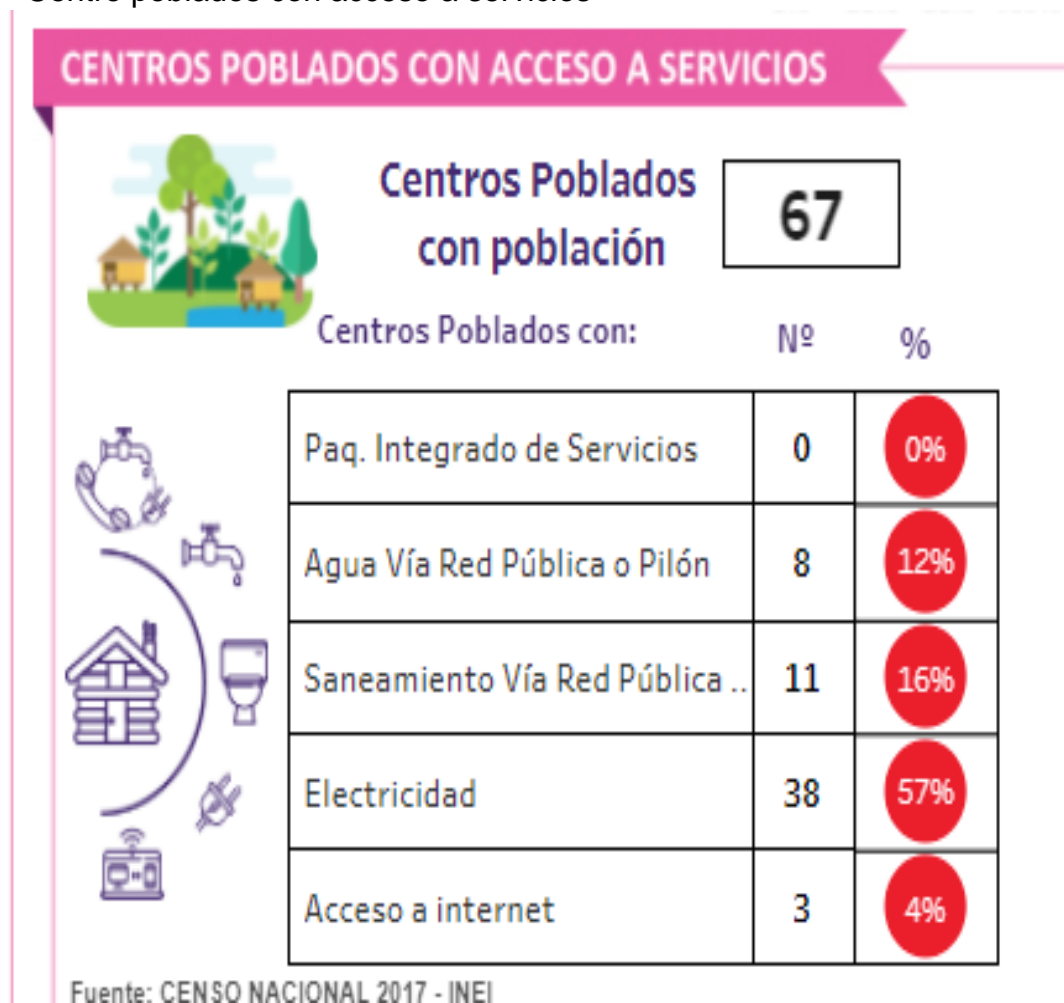 CENTROS POBLADOS CON ACCESO A SERVICIOS
Centros Poblados
con población
67
Centros Poblados con: Nº %
Paq. Integrado de Servicios 0 0%
Agua Vía Red Pública o Pilón 8 12%
Saneamiento Vía Red Pública .. 11 16%
Electricidad 38 57%
Acceso a internet 3 4%
Fuente: CENSO NACIONAL 2017 - INEI